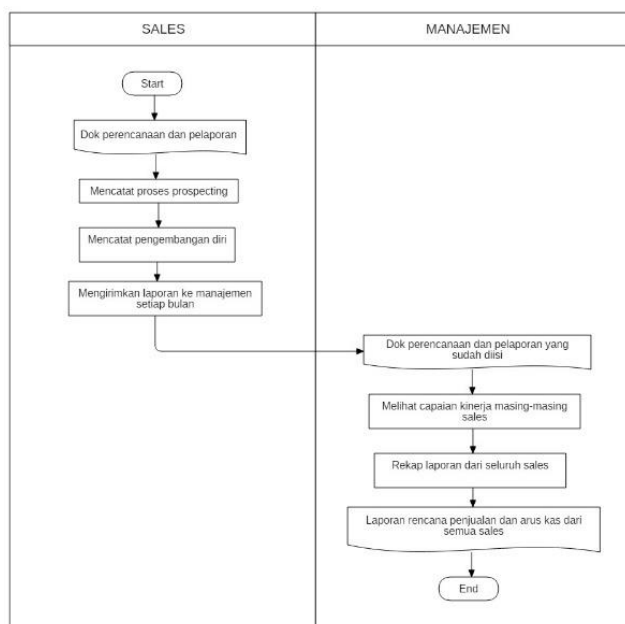 SALES
MANAJEMEN
Start
Dok perencanaan dan pelaporan
Mencatat proses prospecting
Mencatat pengembangan diri
Mengirimkan laporan ke manajemen
setiap bulan
Dok perencanaan dan pelaporan yang
sudah diisi
Melihat capaian kinerja masing-masing
sales
Rekap laporan dari seluruh sales
Laporan rencana penjualan dan arus kas dari
semua sales
End